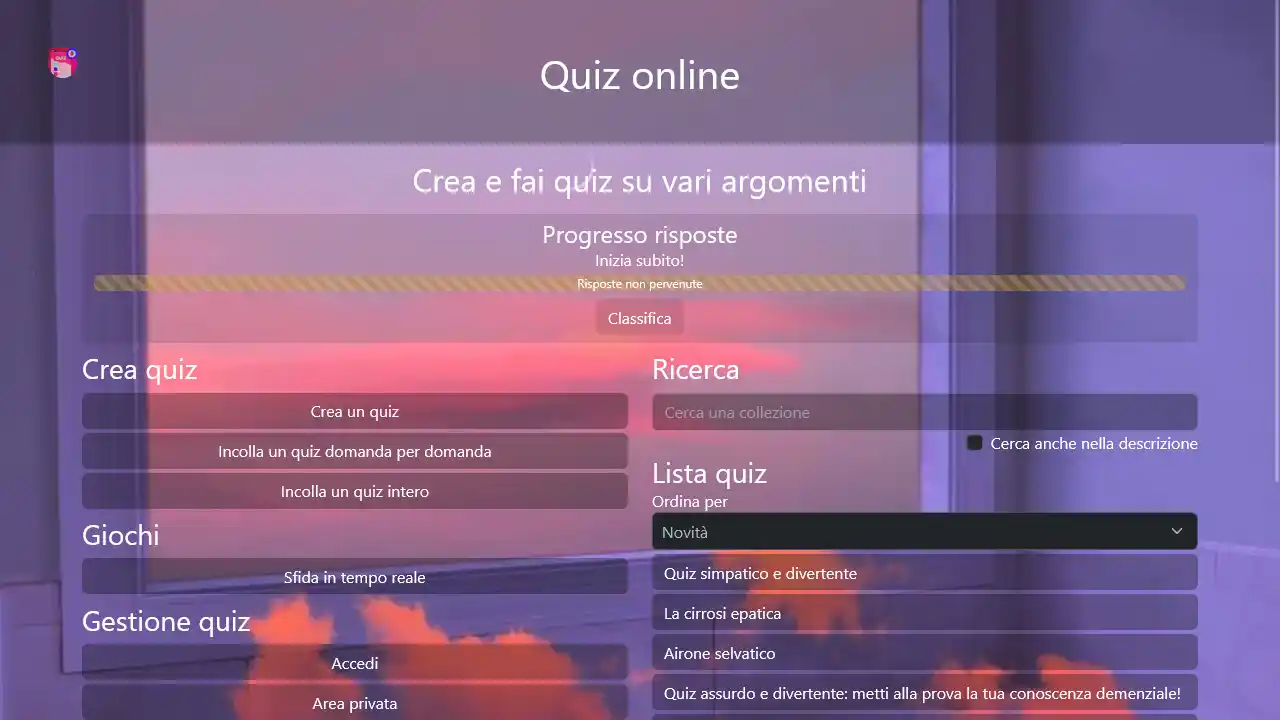 Quiz online
Crea e fai quiz su vari argomenti
Progresso risposte
Inizia subito!
Risposte non pervenute
Classifica
Crea quiz
Crea un quiz
Incolla un quiz domanda per domanda
Incolla un quiz intero
Giochi
Sfida in tempo reale
Gestione quiz
Accedi
Area privata
Ricerca
Cerca una collezione
Cerca anche nella descrizione
Lista quiz
Ordina per
Novità
Quiz simpatico e divertente
La cirrosi epatica
Airone selvatico
Quiz assurdo e divertente: metti alla prova la tua conoscenza demenziale!